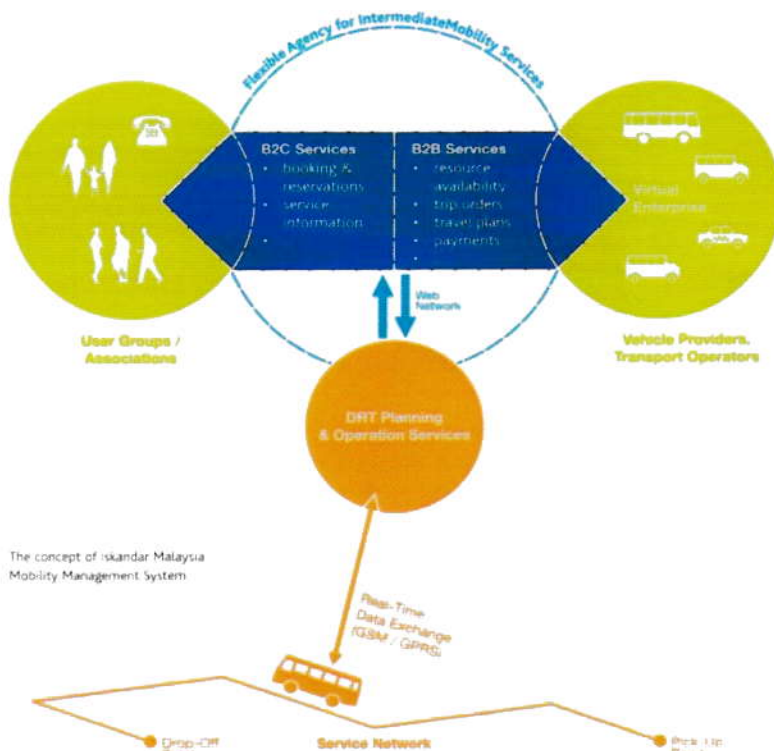 Flexible Agency for IntermediateMobility Services
B2C Services
• booking &
reservations
• service
information
•
B2B Services
• resource
availability
• trip orders
• travel plans
• payments
•
Virtual
Enterprise
Web
Network
User Groups /
Associations
Vehicle Providers,
Transport Operators
DRT Planning
& Operation Services
The concept of Iskandar Malaysia
Mobility Management System
Real-Time
Data Exchange
(GSM / GPRS)
Drop-Off
Service Network
Pick Up